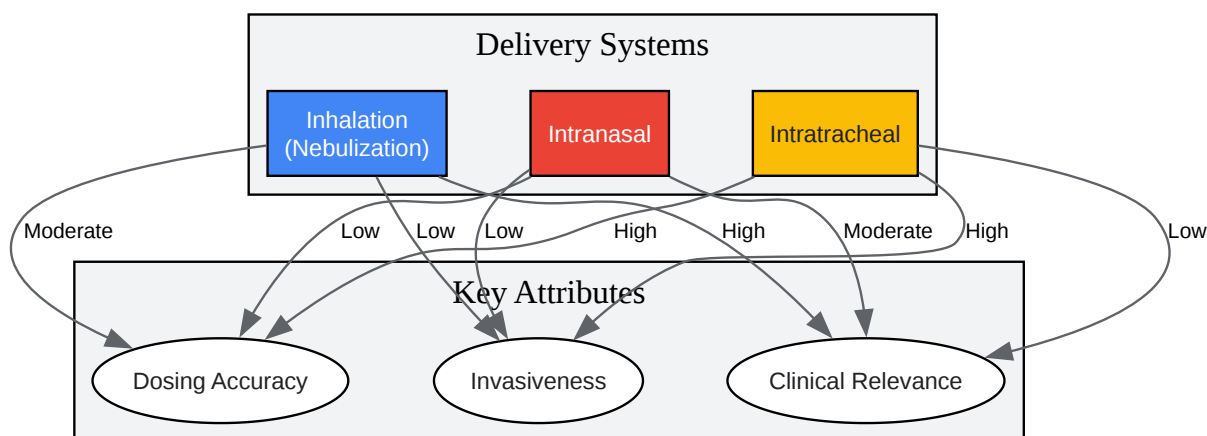 Delivery Systems
Inhalation
(Nebulization)
Intranasal
Intratracheal
Moderate
Low
Low
Low
High
High
Moderate
High
Low
Key Attributes
Dosing Accuracy
Invasiveness
Clinical Relevance